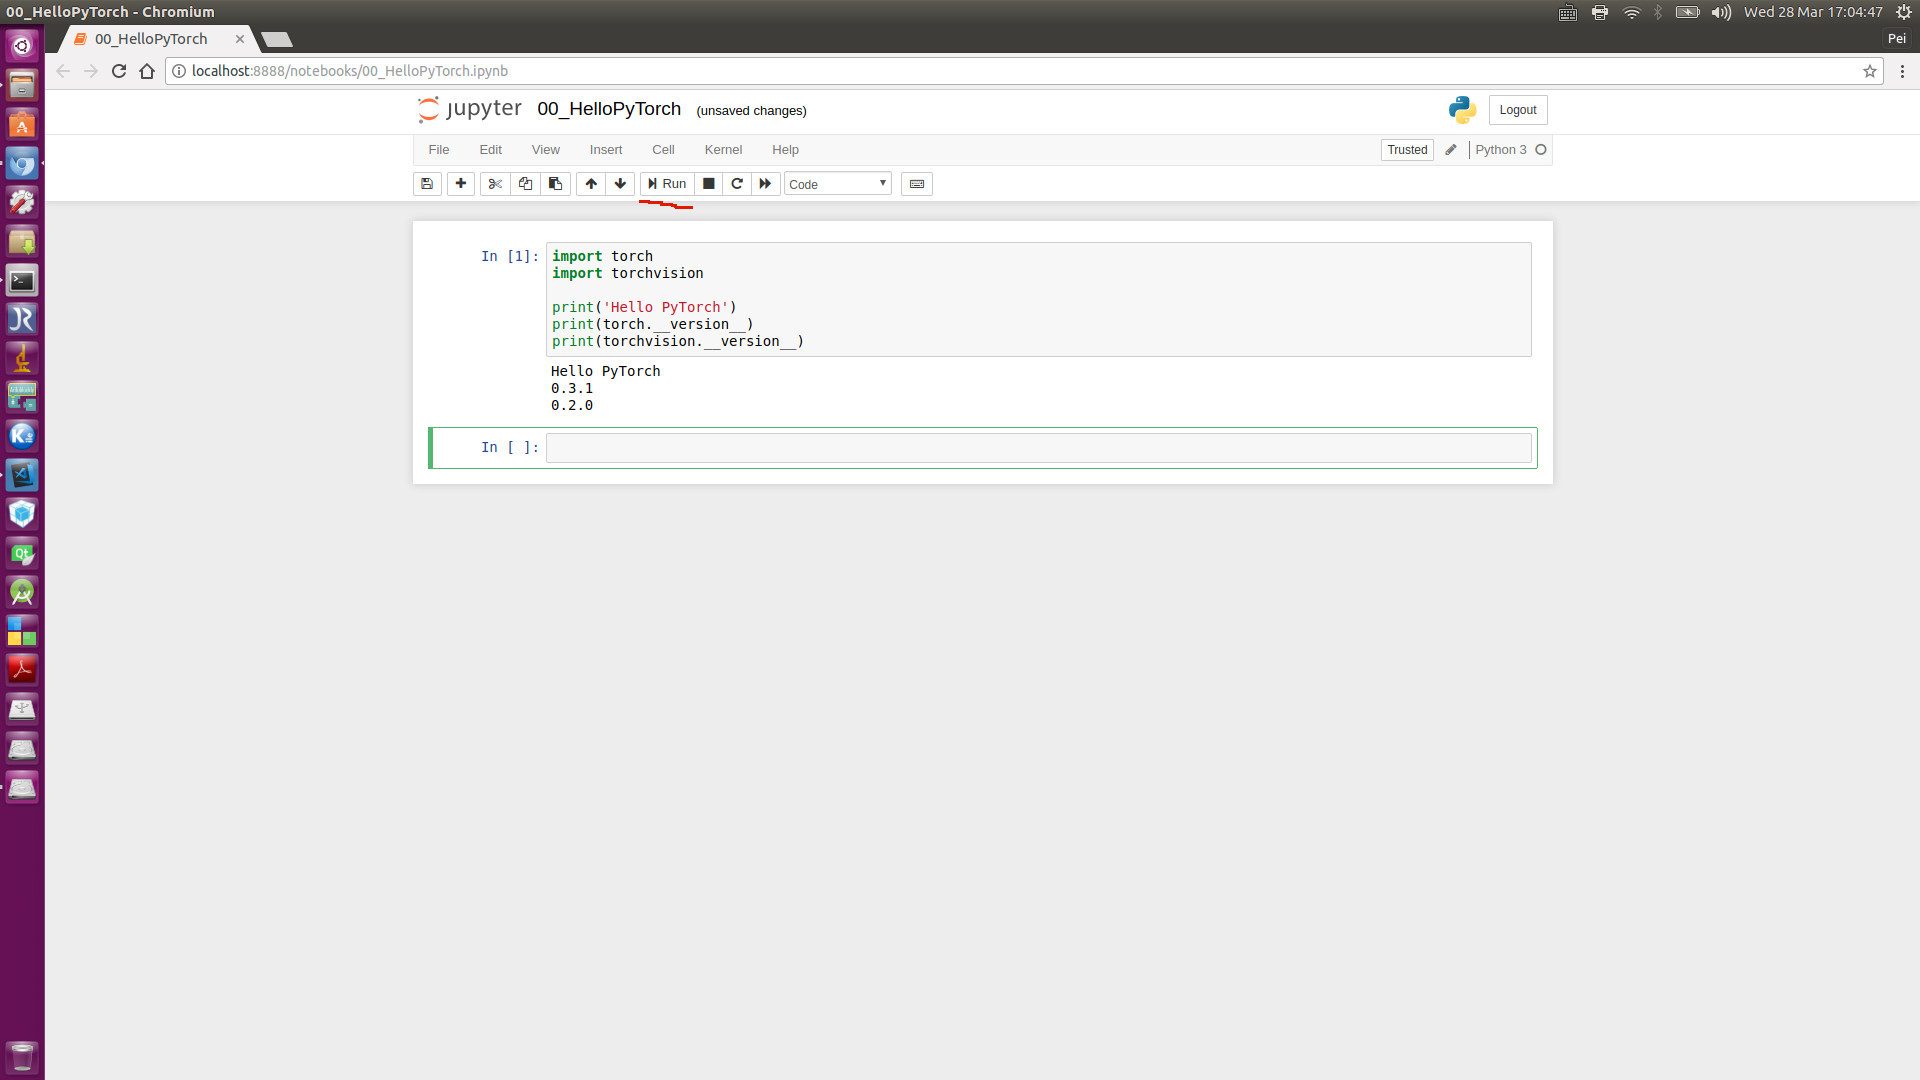 00_HelloPyTorch - Chromium
Wed 28 Mar 17:04:47
00_HelloPyTorch
Pei
localhost:8888/notebooks/00_HelloPyTorch.ipynb
jupyter 00_HelloPyTorch (unsaved changes)
Logout
File Edit View Insert Cell Kernel Help
Trusted Python 3
Run Code
In [1]: import torch
import torchvision
print('Hello PyTorch')
print(torch.__version__)
print(torchvision.__version__)
Hello PyTorch
0.3.1
0.2.0
In [ ]: